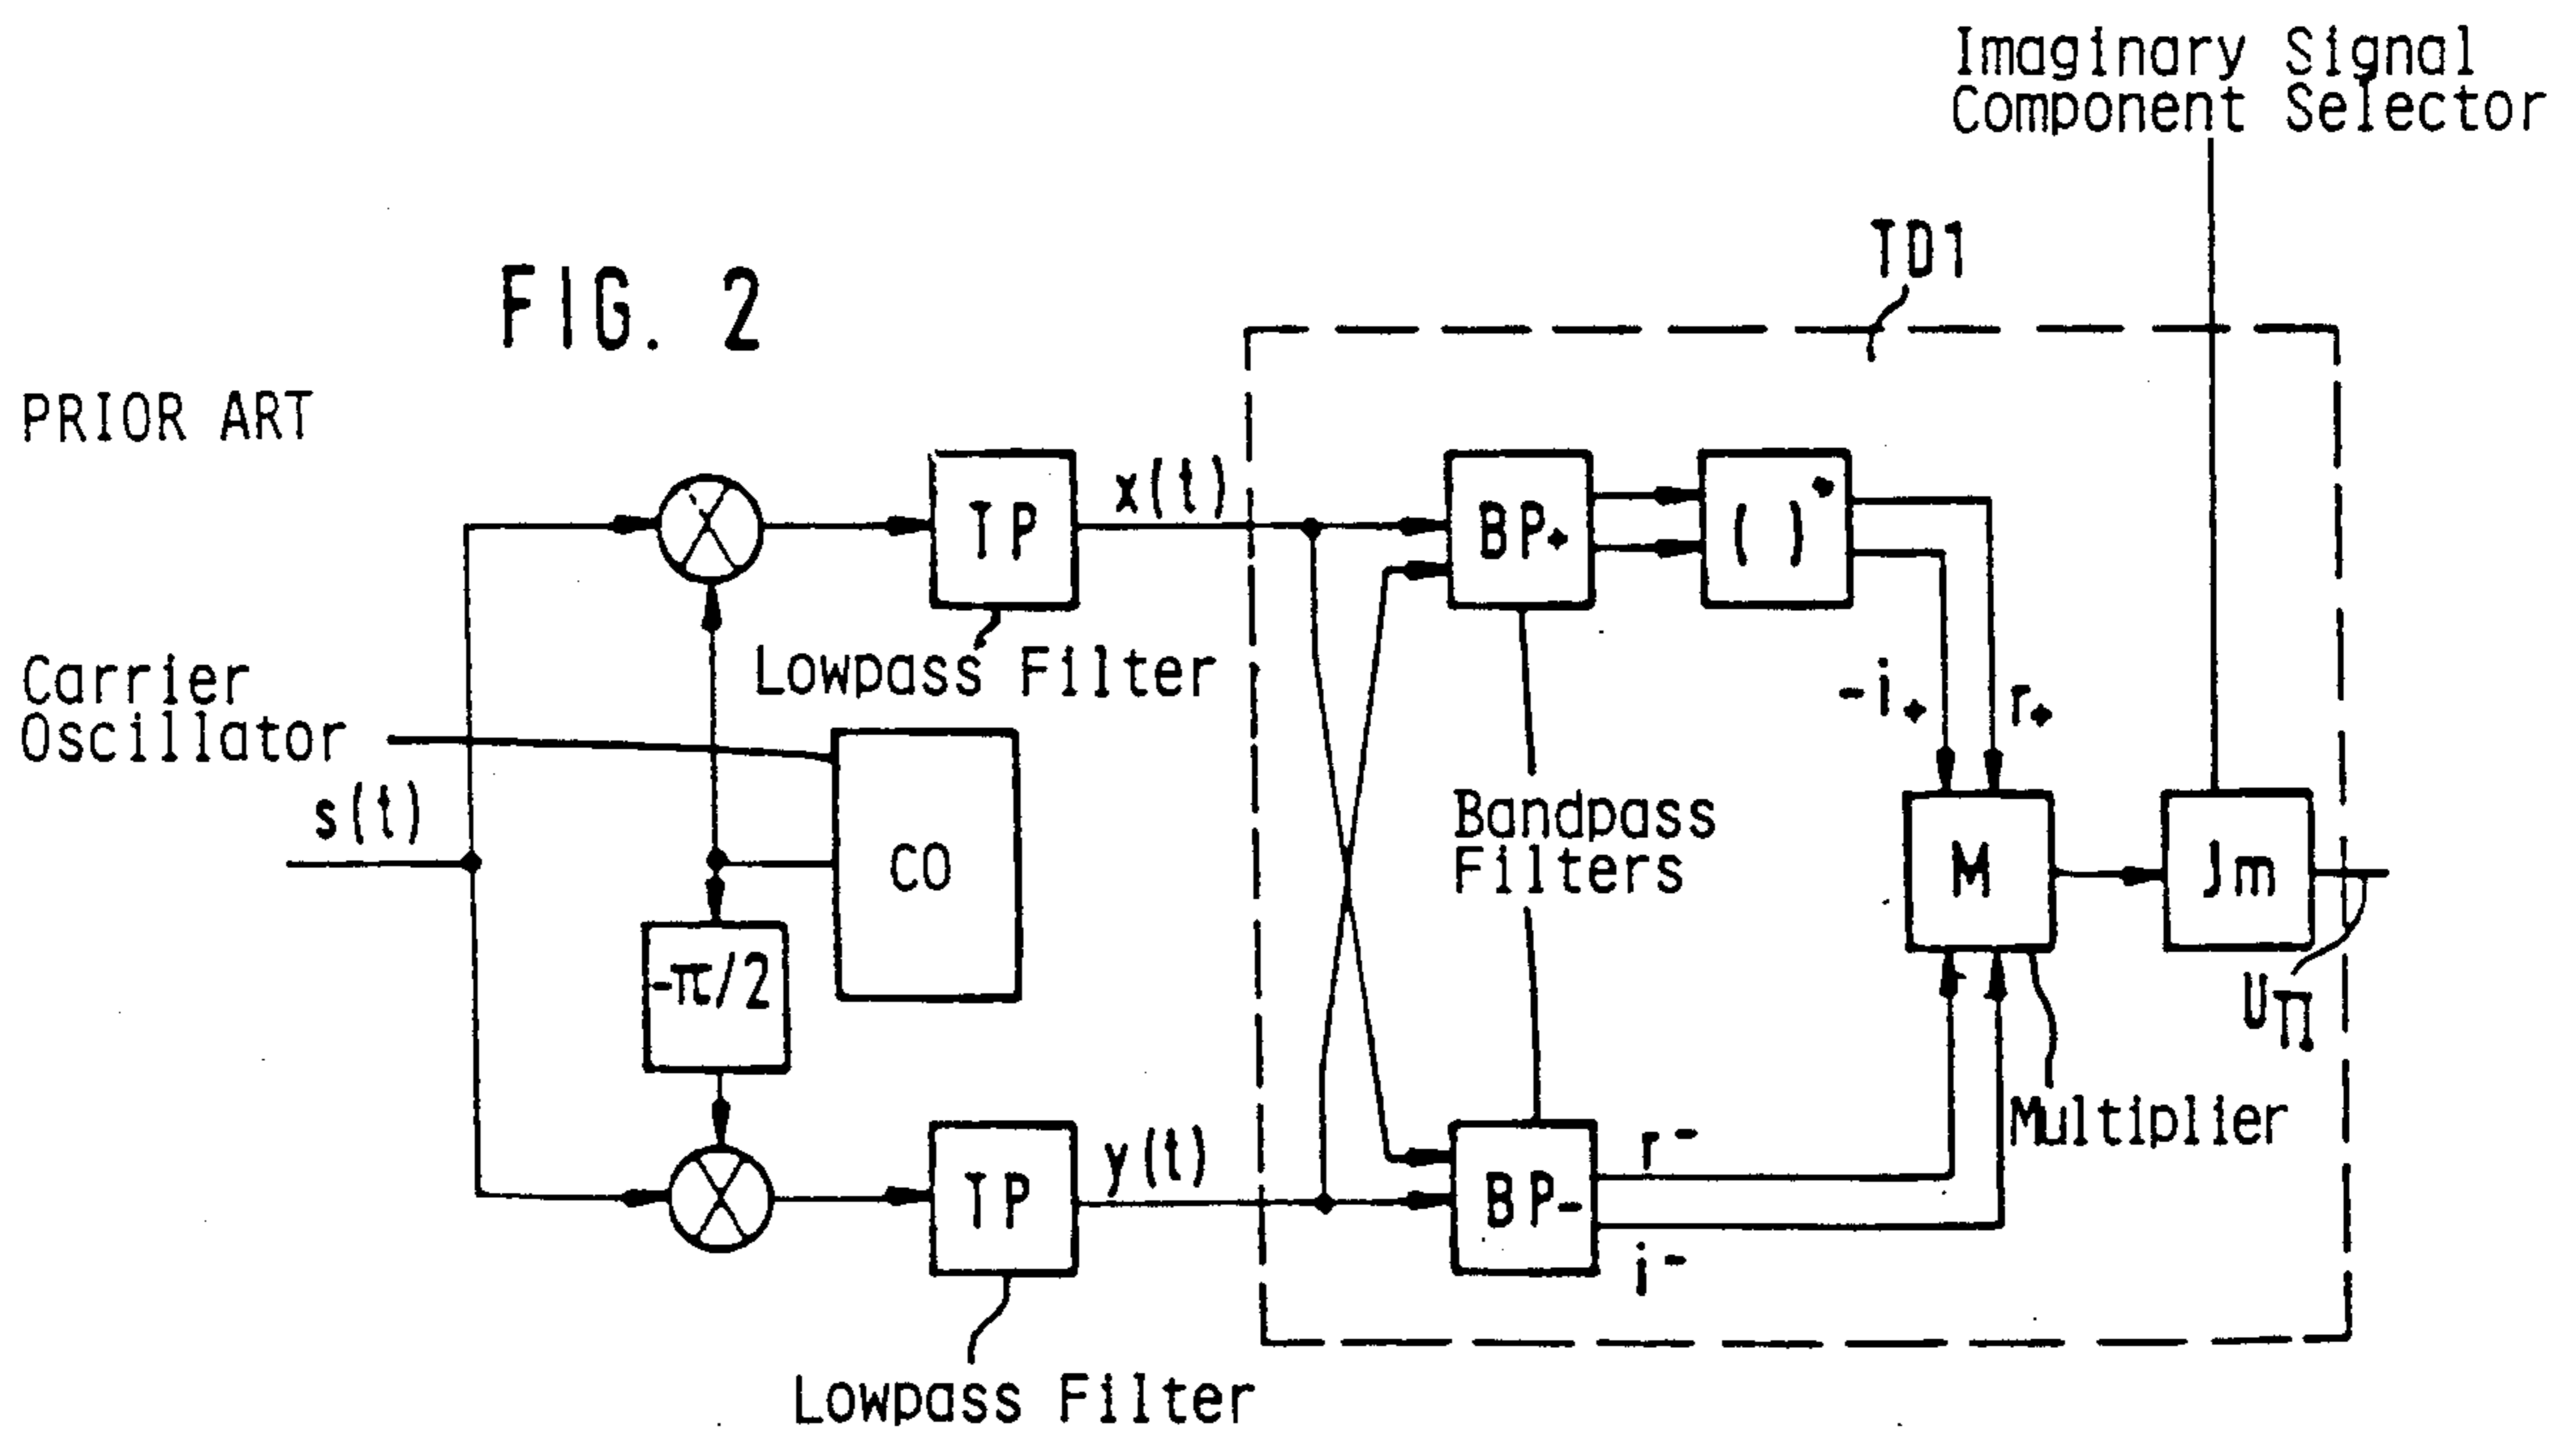 Imaginary Signal
Component Selector
TD1
FIG. 2
PRIOR ART
x(t)
TP
BP+
( )*
Lowpass Filter
Carrier
Oscillator
-i+
r+
s(t)
CO
Bandpass
Filters
M
Jm
-π/2
UT1
y(t)
TP
BP-
r-
i-
Multiplier
Lowpass Filter